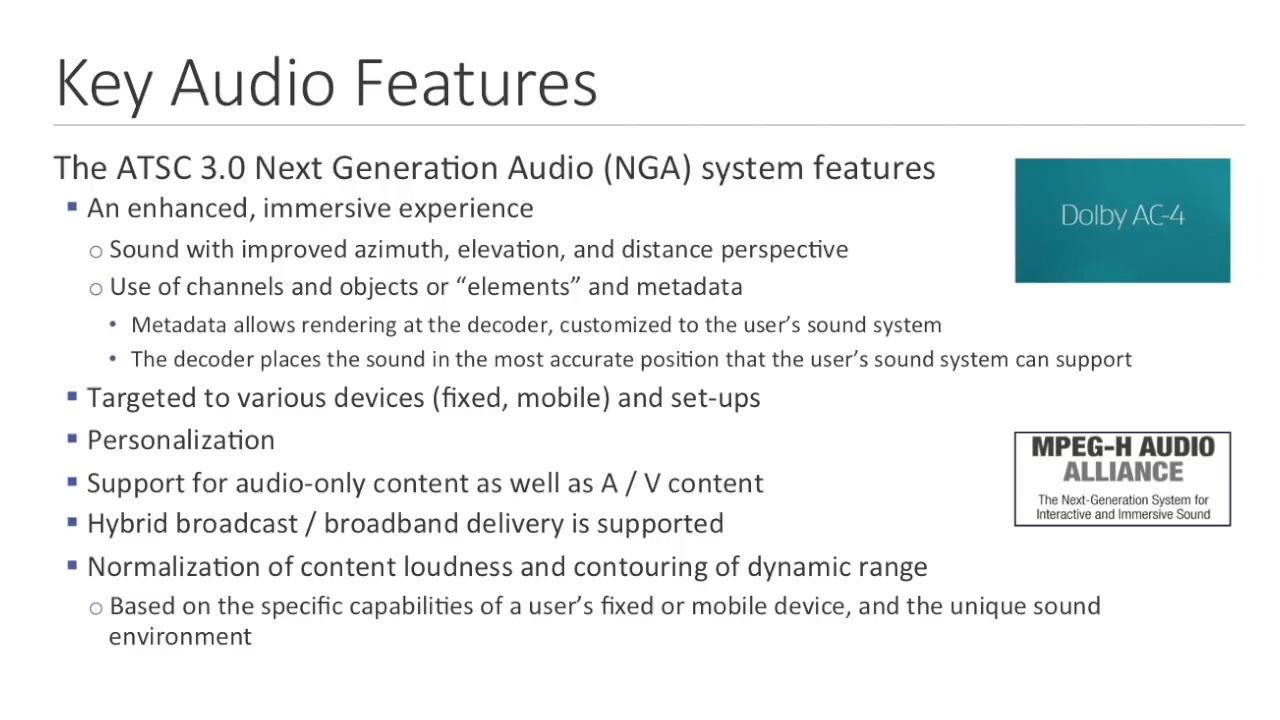 Key Audio Features
The ATSC 3.0 Next Generation Audio (NGA) system features
▪ An enhanced, immersive experience
○ Sound with improved azimuth, elevation, and distance perspective
○ Use of channels and objects or “elements” and metadata
• Metadata allows rendering at the decoder, customized to the user’s sound system
• The decoder places the sound in the most accurate position that the user’s sound system can support
▪ Targeted to various devices (fixed, mobile) and set-ups
▪ Personalization
▪ Support for audio-only content as well as A / V content
▪ Hybrid broadcast / broadband delivery is supported
▪ Normalization of content loudness and contouring of dynamic range
○ Based on the specific capabilities of a user’s fixed or mobile device, and the unique sound
environment
Dolby AC-4
MPEG-H AUDIO
ALLIANCE
The Next-Generation System for
Interactive and Immersive Sound